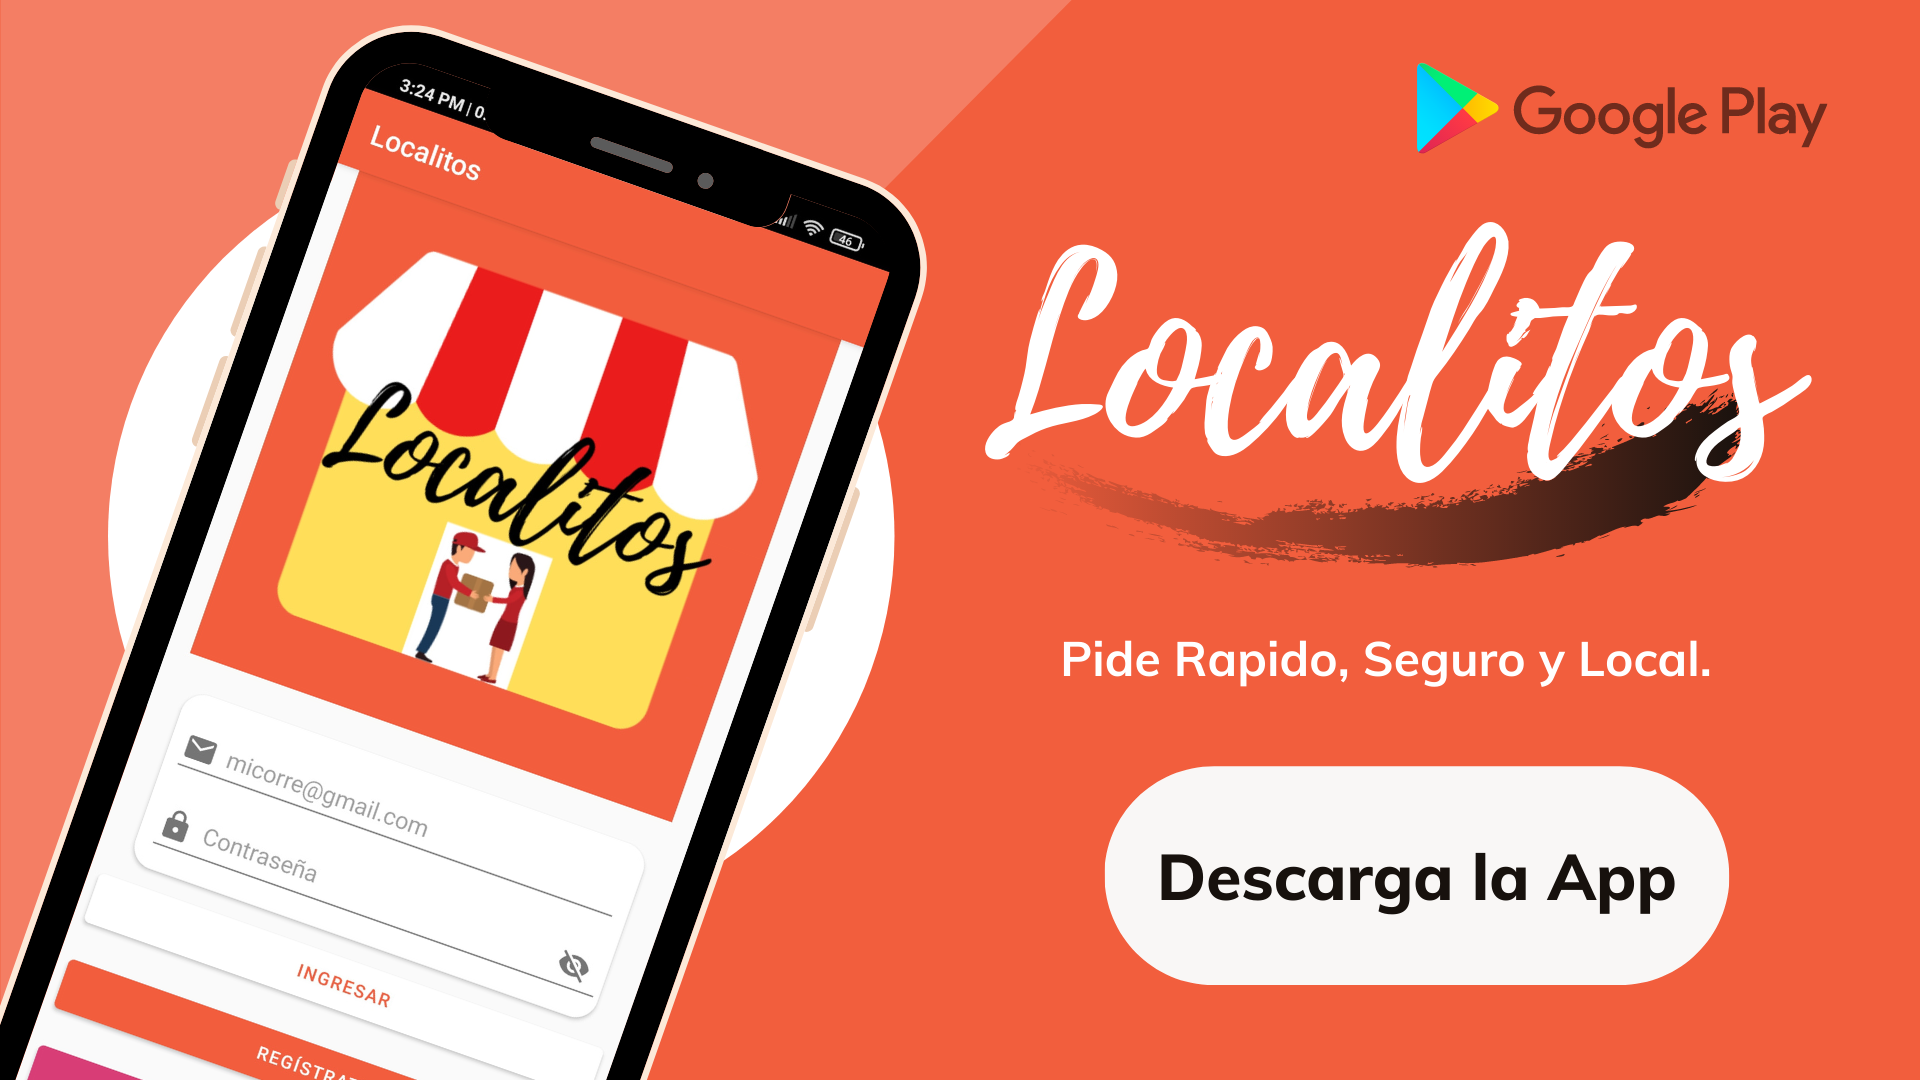 3:24 PM | 0.
46
Localitos
Localitos
micorre@gmail.com
Contraseña
INGRESAR
Google Play
Localitos
Pide Rapido, Seguro y Local.
Descarga la App